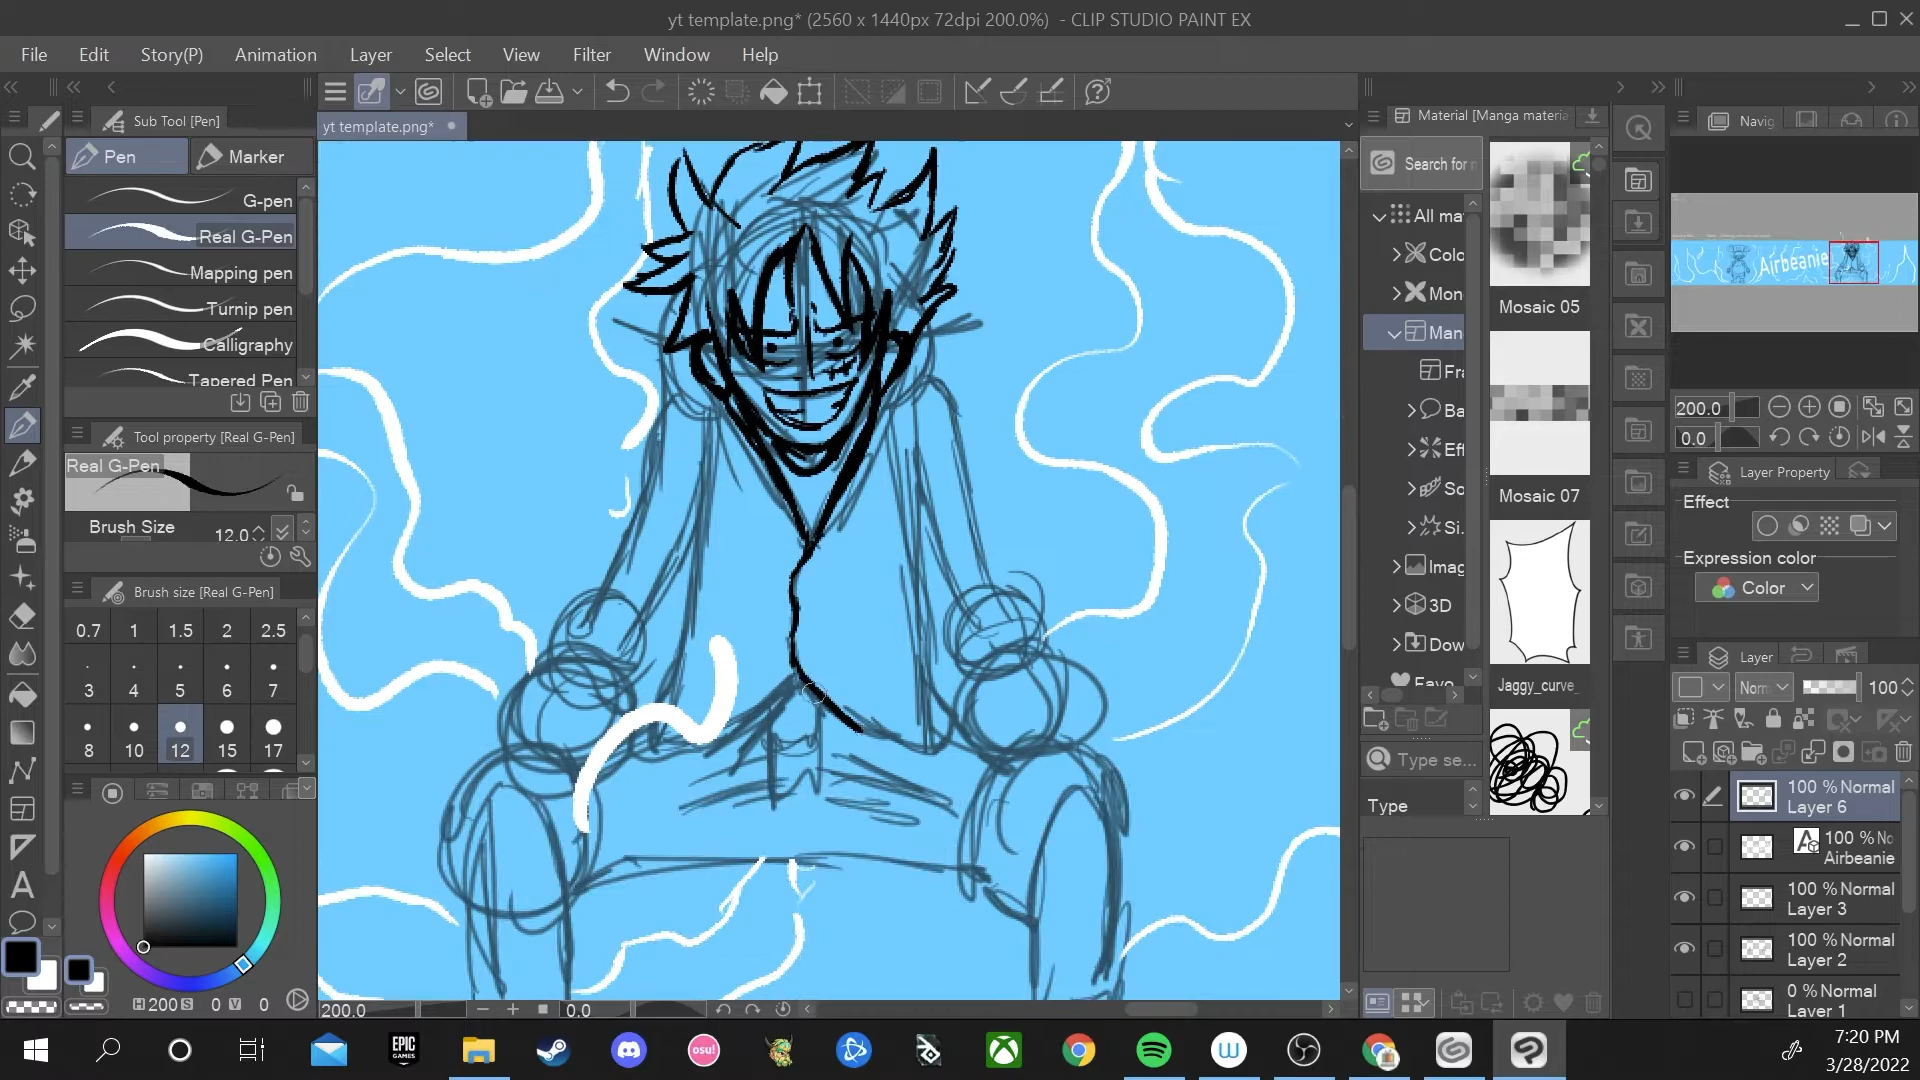 yt template.png* (2560 x 1440px 72dpi 200.0%)  - CLIP STUDIO PAINT EX
File Edit Story(P) Animation Layer Select View Filter Window Help
Sub Tool [Pen]
yt template.png*
Material [Manga materia
Navig
Pen Marker
Search for m
G-pen
Real G-Pen
Mapping pen
Turnip pen
Calligraphy
Tapered Pen
All ma
Colo
Mon
Man
Fra
Ba
Eff
So
Si.
Imag
3D
Dow
Favo
Mosaic 05
Mosaic 07
Jaggy_curve_
Type se...
Type
Airbeanie
200.0
0.0
Layer Property
Effect
Expression color
Color
Tool property [Real G-Pen]
Real G-Pen
Brush Size 12.0
Brush size [Real G-Pen]
0.7 1 1.5 2 2.5
3 4 5 6 7
8 10 12 15 17
H 200 S 0 V 0
200.0 0.0
Layer
Norm 100
100 % Normal
Layer 6
100 % No
Airbeanie
100 % Normal
Layer 3
100 % Normal
Layer 2
0 % Normal
Layer 1
EPIC
GAMES
osu!
W
7:20 PM
3/28/2022